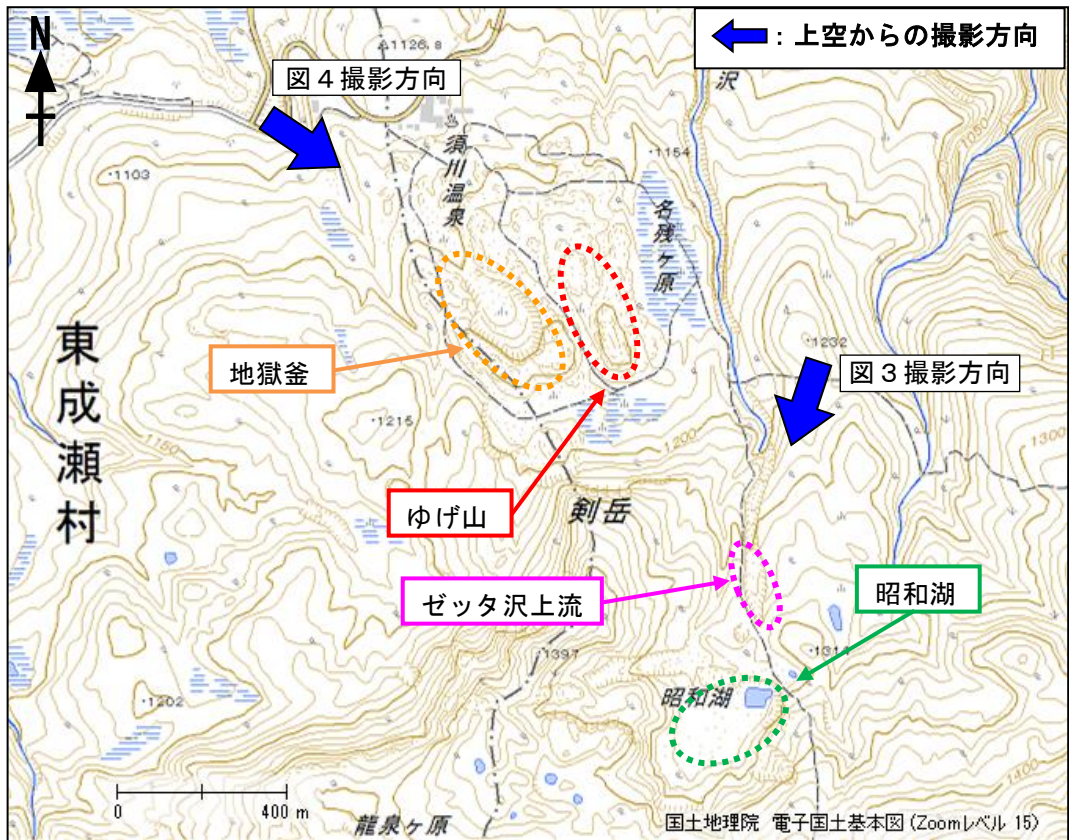 N
：上空からの撮影方向
△1126.8
図４撮影方向
沢
須川温泉
・1154
・1103
名残ヶ原
1050
東成瀬村
地獄釜
・1232
図３撮影方向
・1215
1150
1200
1300
ゆげ山
剣岳
ゼッタ沢上流
昭和湖
・1397
・1314
・1202
昭和湖
0
400 m
龍泉ヶ原
1400
国土地理院 電子国土基本図（Zoomレベル 15）